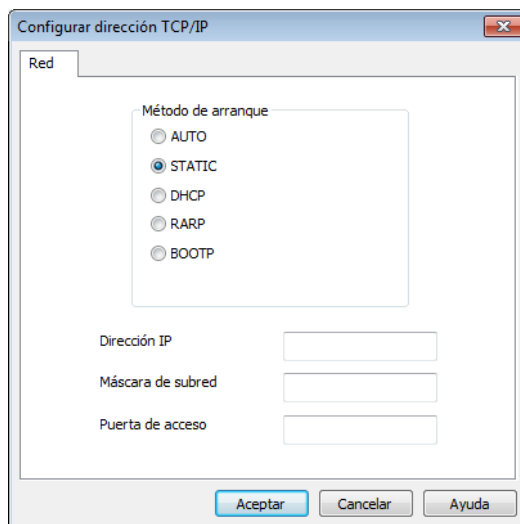 Configurar dirección TCP/IP
Red
Método de arranque
AUTO
STATIC
DHCP
RARP
BOOTP
Dirección IP
Máscara de subred
Puerta de acceso
Aceptar Cancelar Ayuda